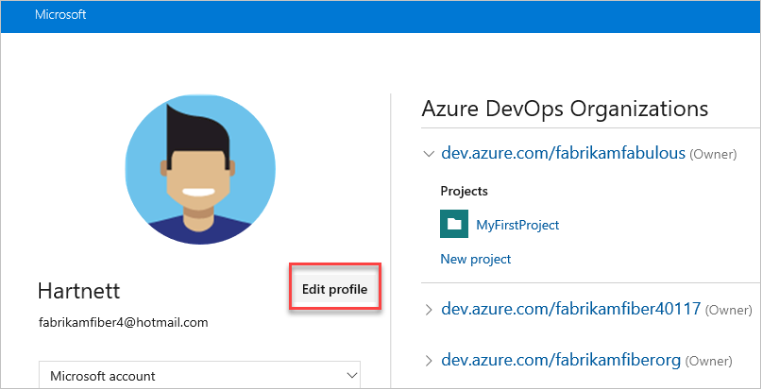 Microsoft
Hartnett
Edit profile
fabrikamfiber4@hotmail.com
Microsoft account
Azure DevOps Organizations
dev.azure.com/fabrikamfabulous (Owner)
Projects
MyFirstProject
New project
dev.azure.com/fabrikamfiber40117 (Owner)
dev.azure.com/fabrikamfiberorg (Owner)